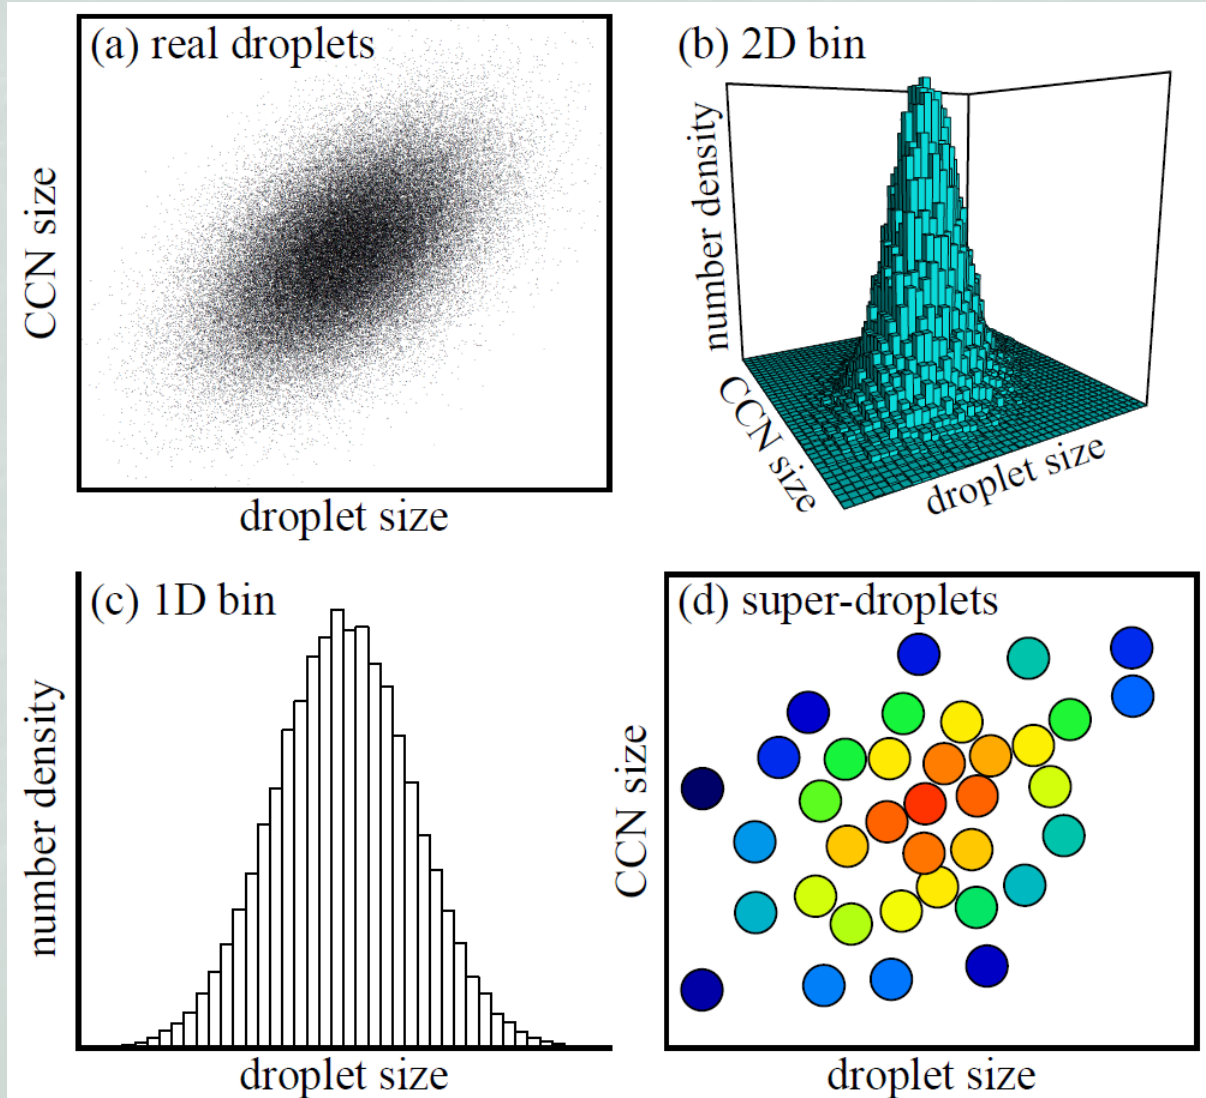 (a) real droplets
CCN size
droplet size
(b) 2D bin
number density
CCN size
droplet size
(c) 1D bin
number density
droplet size
(d) super-droplets
CCN size
droplet size